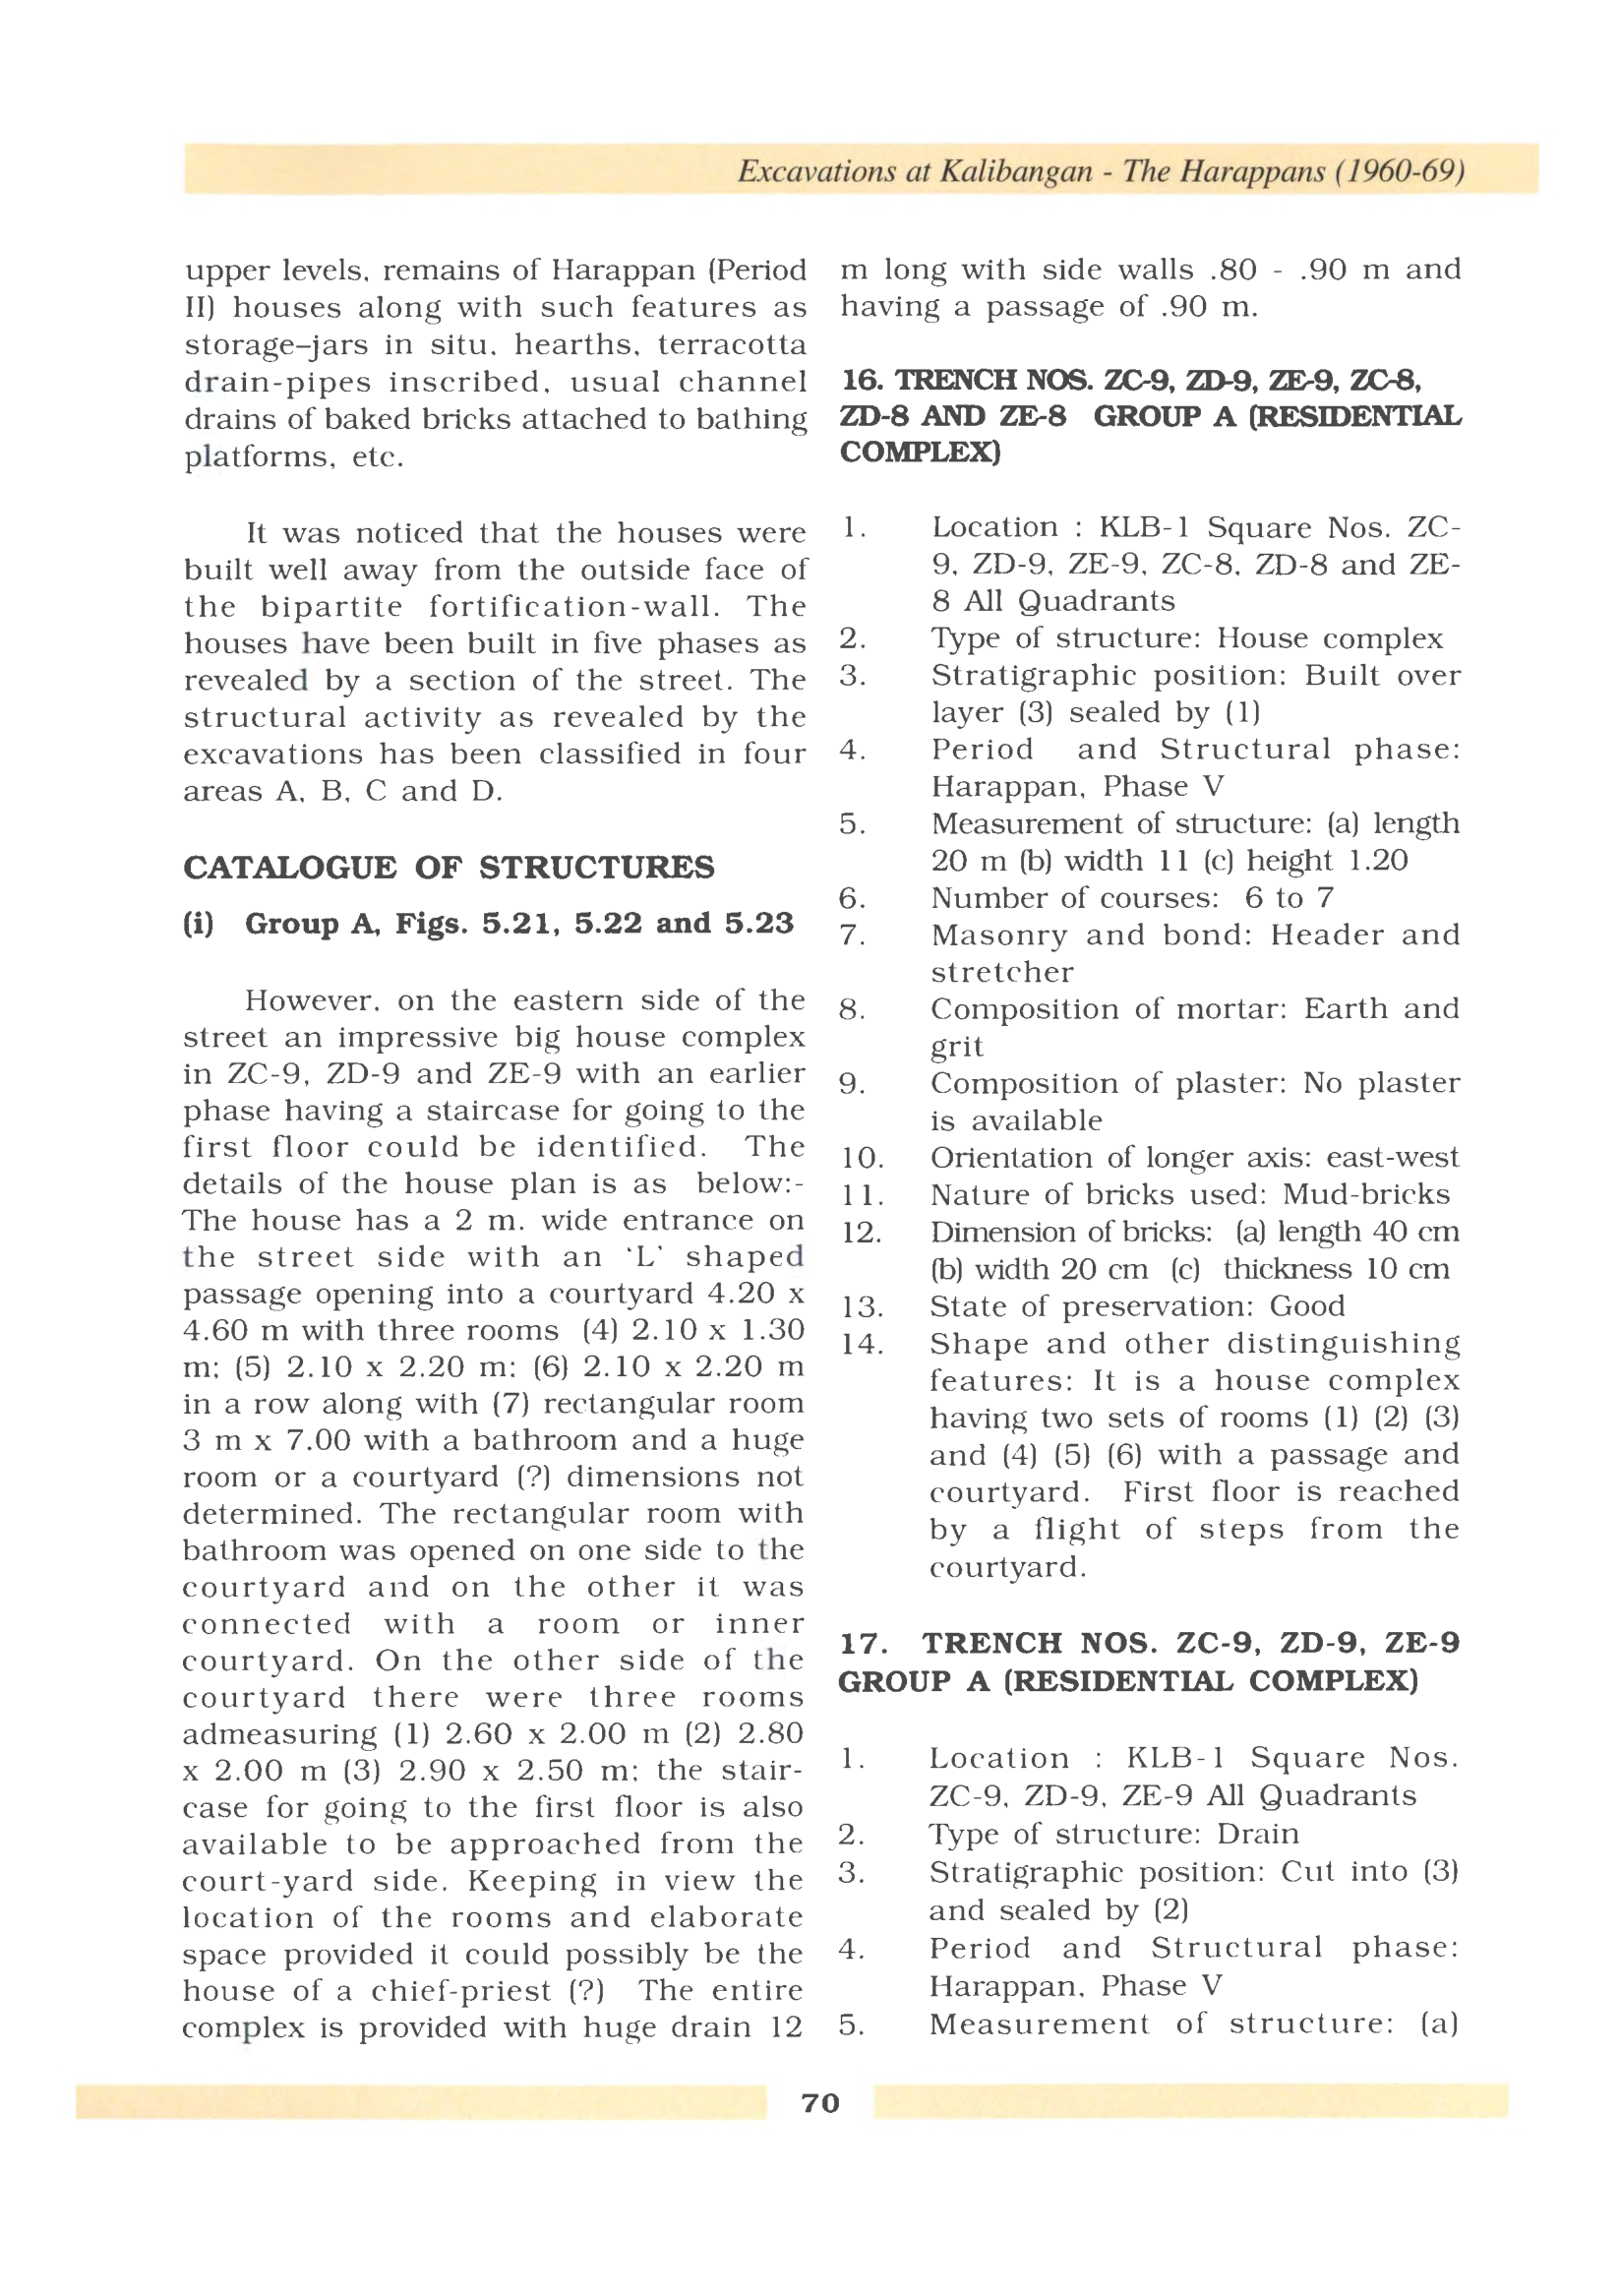 Excavations at Kalibangan - The Harappans (1960-69)
upper levels, remains of Harappan (Period
II) houses along with such features as
storage–jars in situ, hearths, terracotta
drain-pipes inscribed, usual channel
drains of baked bricks attached to bathing
platforms, etc.
It was noticed that the houses were
built well away from the outside face of
the bipartite fortification-wall. The
houses have been built in five phases as
revealed by a section of the street. The
structural activity as revealed by the
excavations has been classified in four
areas A, B, C and D.
CATALOGUE OF STRUCTURES
(i) Group A, Figs. 5.21, 5.22 and 5.23
However, on the eastern side of the
street an impressive big house complex
in ZC-9, ZD-9 and ZE-9 with an earlier
phase having a staircase for going to the
first floor could be identified. The
details of the house plan is as below:-
The house has a 2 m. wide entrance on
the street side with an ‘L’ shaped
passage opening into a courtyard 4.20 x
4.60 m with three rooms (4) 2.10 x 1.30
m; (5) 2.10 x 2.20 m; (6) 2.10 x 2.20 m
in a row along with (7) rectangular room
3 m x 7.00 with a bathroom and a huge
room or a courtyard (?) dimensions not
determined. The rectangular room with
bathroom was opened on one side to the
courtyard and on the other it was
connected with a room or inner
courtyard. On the other side of the
courtyard there were three rooms
admeasuring (1) 2.60 x 2.00 m (2) 2.80
x 2.00 m (3) 2.90 x 2.50 m; the stair-
case for going to the first floor is also
available to be approached from the
court-yard side. Keeping in view the
location of the rooms and elaborate
space provided it could possibly be the
house of a chief-priest (?) The entire
complex is provided with huge drain 12
m long with side walls .80 - .90 m and
having a passage of .90 m.
16. TRENCH NOS. ZC-9, ZD-9, ZE-9, ZC-8,
ZD-8 AND ZE-8 GROUP A (RESIDENTIAL
COMPLEX)
1. Location : KLB-1 Square Nos. ZC-
9, ZD-9, ZE-9, ZC-8, ZD-8 and ZE-
8 All Quadrants
2. Type of structure: House complex
3. Stratigraphic position: Built over
layer (3) sealed by (1)
4. Period and Structural phase:
Harappan, Phase V
5. Measurement of structure: (a) length
20 m (b) width 11 (c) height 1.20
6. Number of courses: 6 to 7
7. Masonry and bond: Header and
stretcher
8. Composition of mortar: Earth and
grit
9. Composition of plaster: No plaster
is available
10. Orientation of longer axis: east-west
11. Nature of bricks used: Mud-bricks
12. Dimension of bricks: (a) length 40 cm
(b) width 20 cm (c) thickness 10 cm
13. State of preservation: Good
14. Shape and other distinguishing
features: It is a house complex
having two sets of rooms (1) (2) (3)
and (4) (5) (6) with a passage and
courtyard. First floor is reached
by a flight of steps from the
courtyard.
17. TRENCH NOS. ZC-9, ZD-9, ZE-9
GROUP A (RESIDENTIAL COMPLEX)
1. Location : KLB-1 Square Nos.
ZC-9, ZD-9, ZE-9 All Quadrants
2. Type of structure: Drain
3. Stratigraphic position: Cut into (3)
and sealed by (2)
4. Period and Structural phase:
Harappan, Phase V
5. Measurement of structure: (a)
70